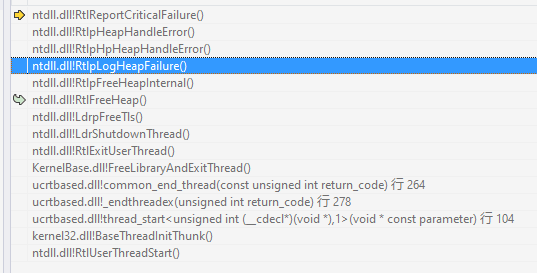 ntdll.dll!RtlReportCriticalFailure()
ntdll.dll!RtlpHeapHandleError()
ntdll.dll!RtlpHpHeapHandleError()
ntdll.dll!RtlpLogHeapFailure()
ntdll.dll!RtlpFreeHeapInternal()
ntdll.dll!RtlFreeHeap()
ntdll.dll!LdrpFreeTls()
ntdll.dll!LdrShutdownThread()
ntdll.dll!RtlExitUserThread()
KernelBase.dll!FreeLibraryAndExitThread()
ucrtbased.dll!common_end_thread(const unsigned int return_code) 行 264
ucrtbased.dll!_endthreadex(unsigned int return_code) 行 278
ucrtbased.dll!thread_start<unsigned int (__cdecl*)(void *),1>(void * const parameter) 行 104
kernel32.dll!BaseThreadInitThunk()
ntdll.dll!RtlUserThreadStart()